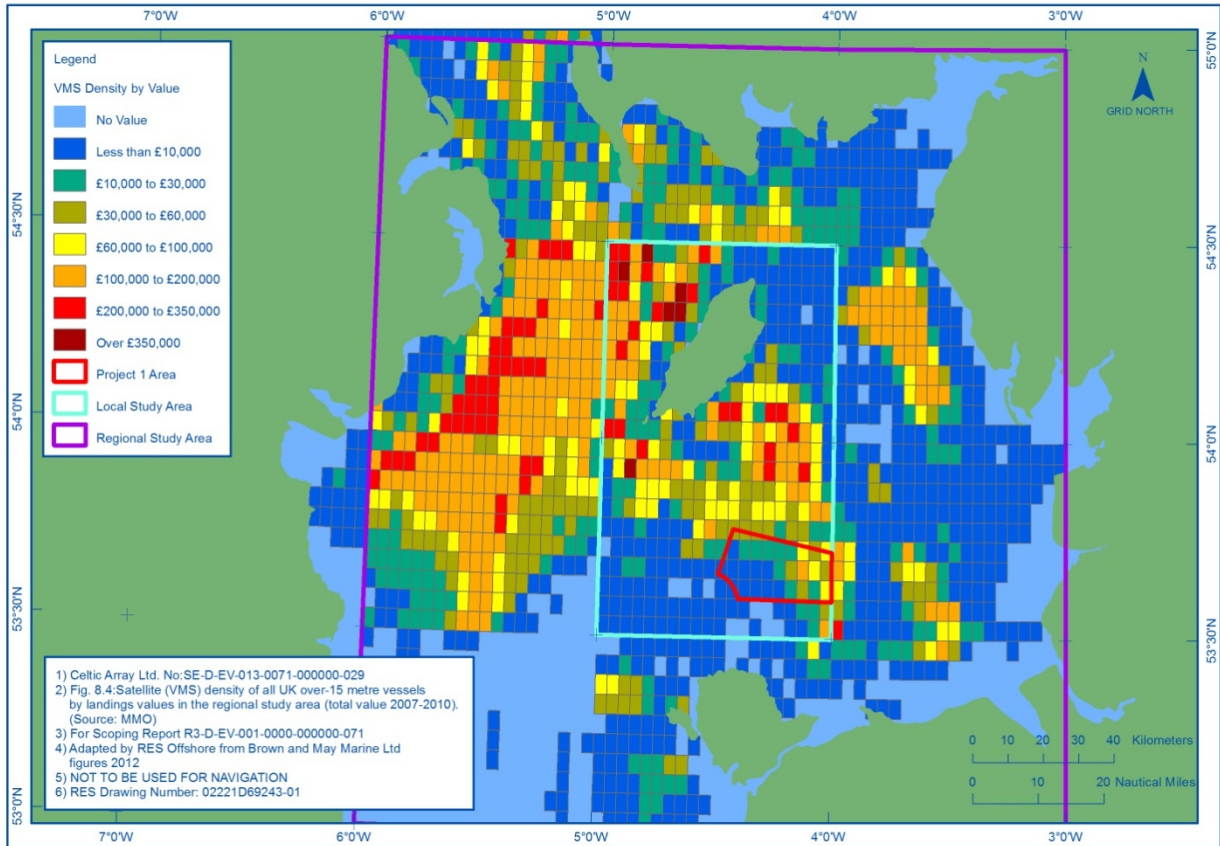 7°0'W 6°0'W 5°0'W 4°0'W 3°0'W
Legend
VMS Density by Value
No Value
Less than £10,000
£10,000 to £30,000
£30,000 to £60,000
£60,000 to £100,000
£100,000 to £200,000
£200,000 to £350,000
Over £350,000
Project 1 Area
Local Study Area
Regional Study Area
N
GRID NORTH
55°0'N
54°30'N
54°30'N
54°0'N
54°0'N
53°30'N
53°30'N
53°0'N
1) Celtic Array Ltd. No:SE-D-EV-013-0071-000000-029
2) Fig. 8.4:Satellite (VMS) density of all UK over-15 metre vessels
by landings values in the regional study area (total value 2007-2010).
(Source: MMO)
3) For Scoping Report R3-D-EV-001-0000-000000-071
4) Adapted by RES Offshore from Brown and May Marine Ltd
figures 2012
5) NOT TO BE USED FOR NAVIGATION
6) RES Drawing Number: 02221D69243-01
0 10 20 30 40 Kilometers
0 10 20 Nautical Miles
7°0'W 6°0'W 5°0'W 4°0'W 3°0'W